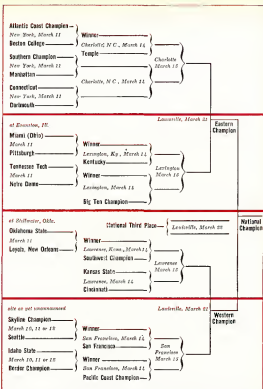 Atlantic Coast Champion
New York, March 11
Boston College
Winner
Charlotte, N C, March 14
Temple
Southern Champion
New York, March 11
Manhattan
Charlotte
March 15
Charlotte, N C, March 14
Connecticut
New York, March 11
Dartmouth
Louisville, March 21
Eastern
Champion
at Evanston, Ill.
Miami (Ohio)
March 11
Pittsburgh
Winner
Lexington, Ky., March 14
Kentucky
Tennessee Tech
March 11
Notre Dame
Lexington
March 15
Winner
Lexington, March 14
Big Ten Champion
National
Champion
at Stillwater, Okla.
National Third Place
Louisville, March 22
Oklahoma State
March 11
Loyola, New Orleans
Winner
Lawrence, Kans., March 14
Southwest Champion
Lawrence
March 15
Kansas State
Lawrence, March 14
Cincinnati
Western
Champion
site as yet unannounced
Louisville, March 21
Skyline Champion
March 10, 11 or 12
Seattle
Winner
San Francisco, March 14
San Francisco
Idaho State
March 10, 11 or 12
Border Champion
San
Francisco
March 15
Winner
San Francisco, March 14
Pacific Coast Champion